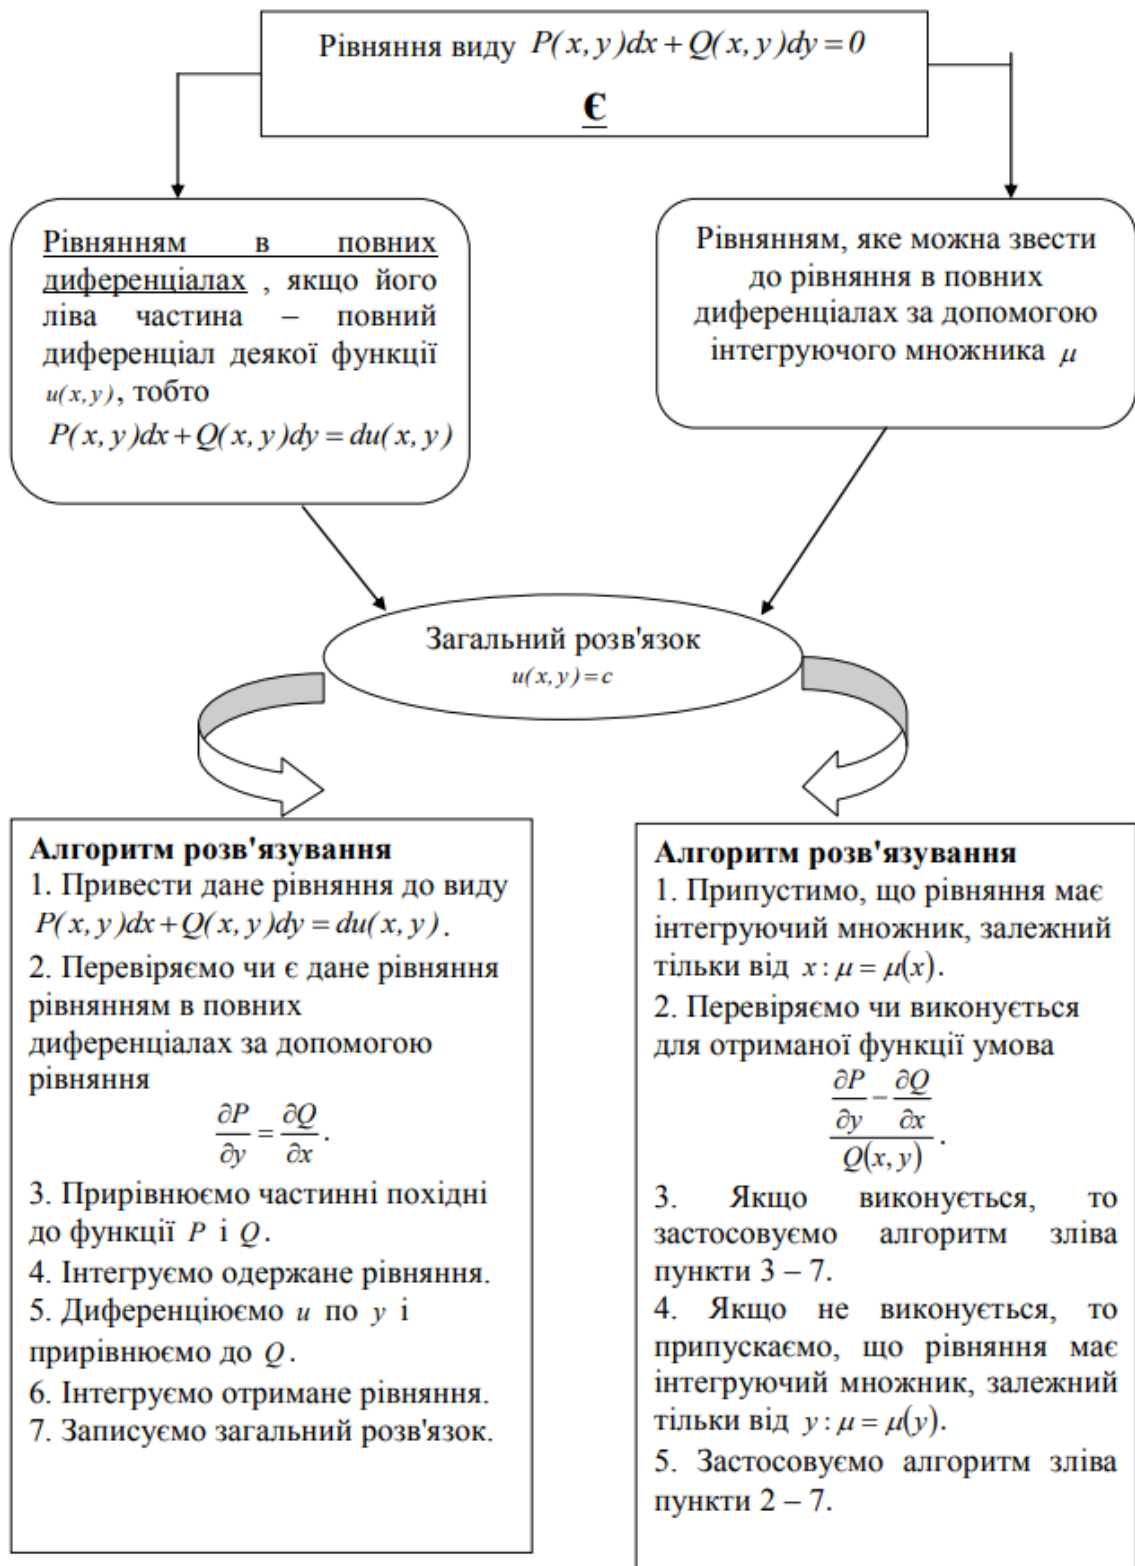 Рівняння виду P(x, y)dx + Q(x, y)dy = 0
Є
Рівнянням в повних
диференціалах , якщо його
ліва частина – повний
диференціал деякої функції
u(x, y), тобто
P(x, y)dx + Q(x, y)dy = du(x, y)
Рівнянням, яке можна звести
до рівняння в повних
диференціалах за допомогою
інтегруючого множника μ
Загальний розв'язок
u(x, y) = c
Алгоритм розв'язування
1. Привести дане рівняння до виду
P(x, y)dx + Q(x, y)dy = du(x, y).
2. Перевіряємо чи є дане рівняння
рівнянням в повних
диференціалах за допомогою
рівняння
∂P/∂y = ∂Q/∂x.
3. Прирівнюємо частинні похідні
до функції P і Q.
4. Інтегруємо одержане рівняння.
5. Диференціюємо u по y і
прирівнюємо до Q.
6. Інтегруємо отримане рівняння.
7. Записуємо загальний розв'язок.
Алгоритм розв'язування
1. Припустимо, що рівняння має
інтегруючий множник, залежний
тільки від x : μ = μ(x).
2. Перевіряємо чи виконується
для отриманої функції умова
(∂P/∂y − ∂Q/∂x)/Q(x, y).
3. Якщо виконується, то
застосовуємо алгоритм зліва
пункти 3 – 7.
4. Якщо не виконується, то
припускаємо, що рівняння має
інтегруючий множник, залежний
тільки від y : μ = μ(y).
5. Застосовуємо алгоритм зліва
пункти 2 – 7.